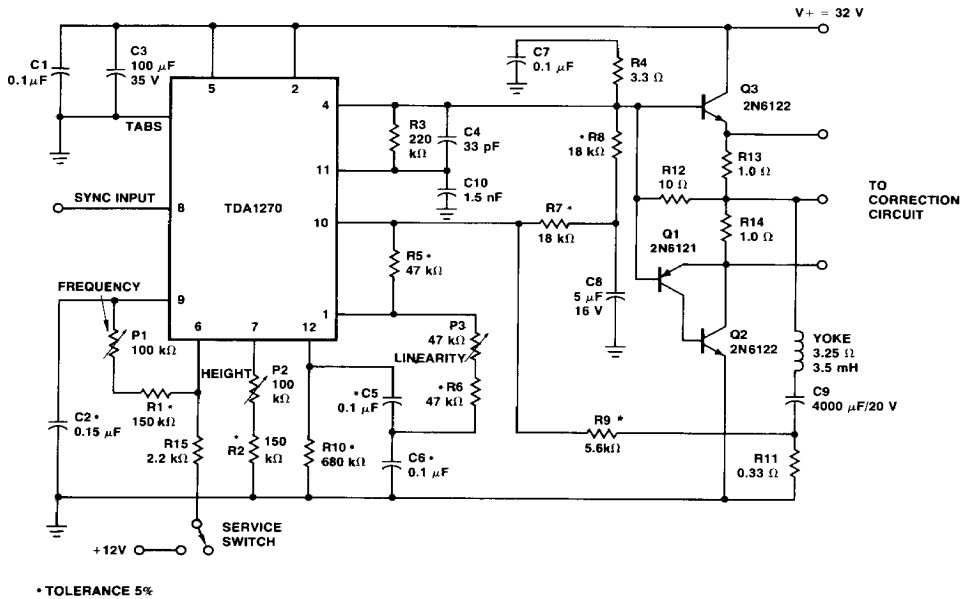 V+ = 32 V
C1
0.1µF
C3
100 µF
35 V
5
2
TABS
C7
0.1 µF
R4
3.3 Ω
Q3
2N6122
4
R3
220
kΩ
C4
33 pF
* R8
18 kΩ
R13
1.0 Ω
11
C10
1.5 nF
R12
10 Ω
TO
CORRECTION
CIRCUIT
SYNC INPUT
8
TDA1270
10
R7 *
18 kΩ
R14
1.0 Ω
Q1
2N6121
R5 *
47 kΩ
C8
5 µF
16 V
FREQUENCY
9
1
P1
100 kΩ
6
7
12
P3
47 kΩ
LINEARITY
Q2
2N6122
YOKE
3.25 Ω
3.5 mH
HEIGHT
P2
100
kΩ
* C5
0.1 µF
* R6
47 kΩ
C9
4000 µF/20 V
R1 *
150 kΩ
C2 *
0.15 µF
R15
2.2 kΩ
*
R2
150
kΩ
R10 *
680 kΩ
C6 *
0.1 µF
R9 *
5.6kΩ
R11
0.33 Ω
SERVICE
SWITCH
+12V
• TOLERANCE 5%